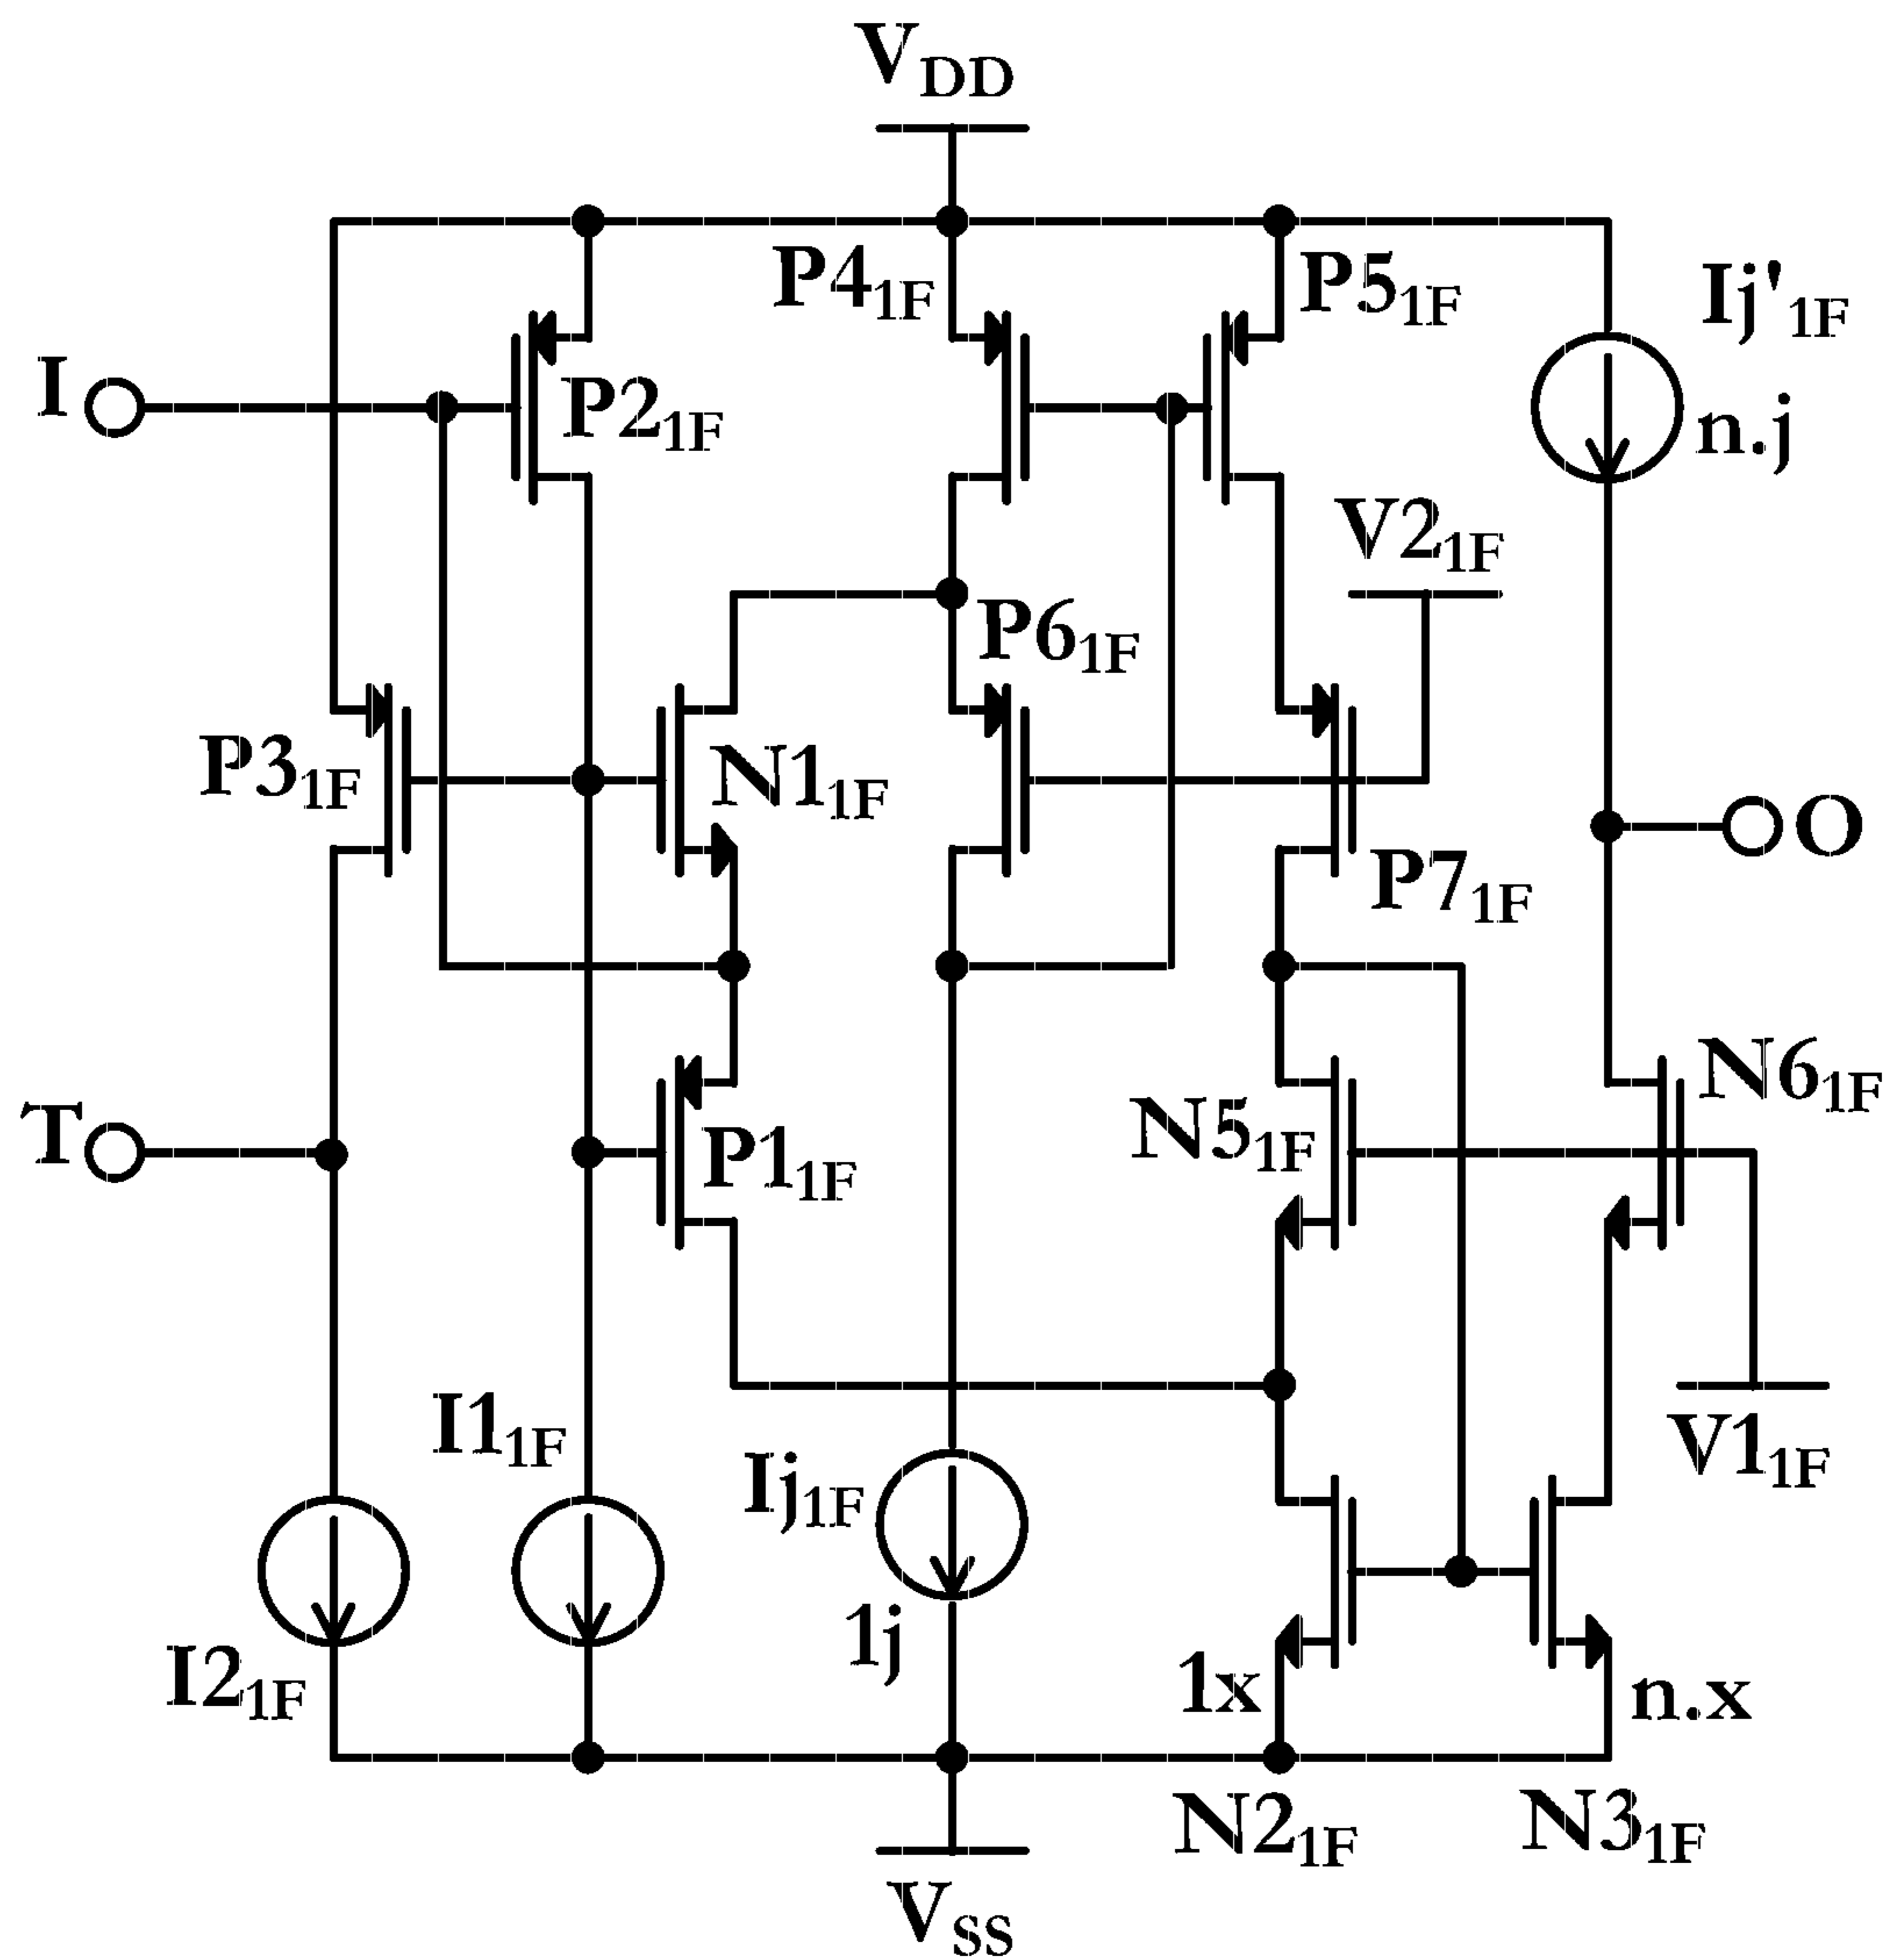 VDD
P41F
P51F
Ij'1F
I
P21F
n.j
V21F
P61F
P31F
N11F
O
P71F
N61F
T
P11F
N51F
I11F
V11F
Ij1F
1j
I21F
1x
n.x
N21F
N31F
VSS